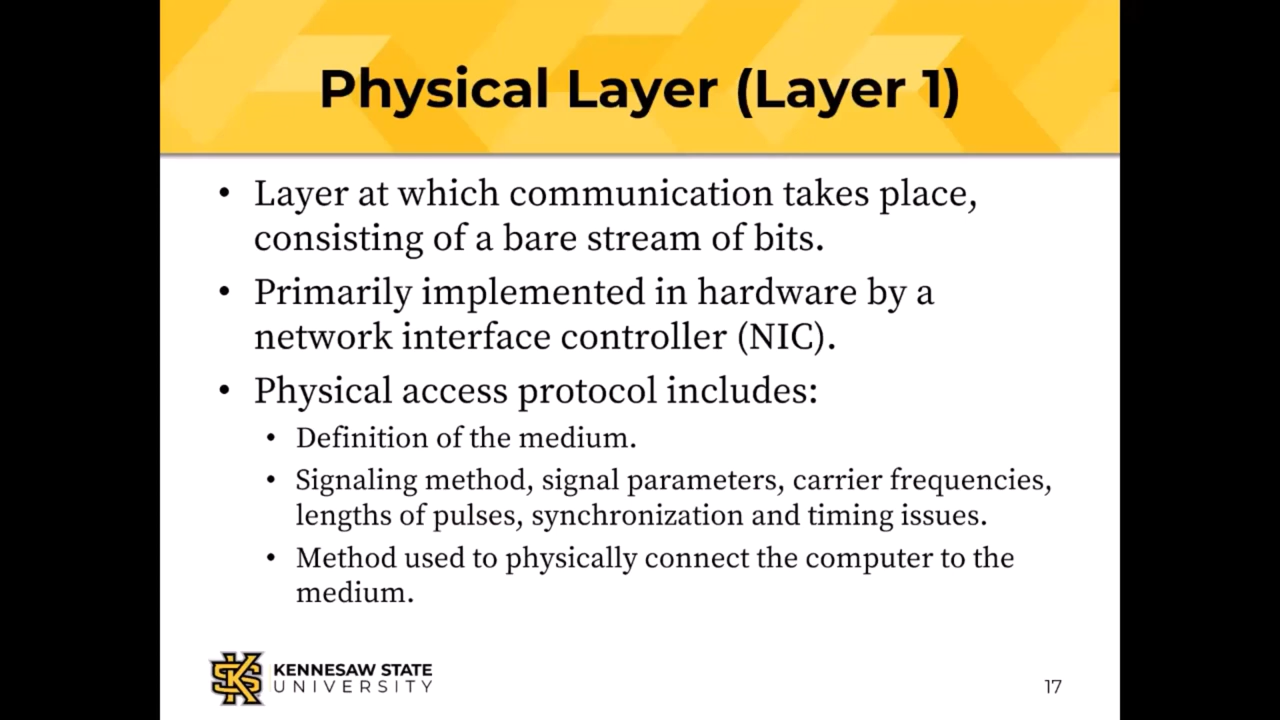 Physical Layer (Layer 1)
• Layer at which communication takes place,
consisting of a bare stream of bits.
• Primarily implemented in hardware by a
network interface controller (NIC).
• Physical access protocol includes:
• Definition of the medium.
• Signaling method, signal parameters, carrier frequencies,
lengths of pulses, synchronization and timing issues.
• Method used to physically connect the computer to the
medium.
KS
KENNESAW STATE
UNIVERSITY
17